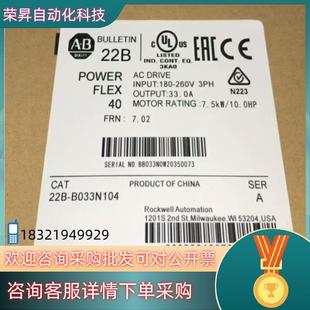 荣昇自动化科技
AB
BULLETIN
22B
UL
LISTED
IND. CONT. EQ.
3KA0
EAC
N223
POWER
FLEX
40
AC DRIVE
INPUT:180-260V 3PH
OUTPUT:33.0A
MOTOR RATING:7.5kW/10.0HP
FRN: 7.02
SERIAL NO.BB033N0W20350073
CAT
22B-B033N104
PRODUCT OF CHINA
SER
A
Rockwell Automation
1201S 2nd St.Milwaukee.WI 53204.USA
18321949929
欢迎咨询采购批发可对公开票
咨询客服详情下单采购